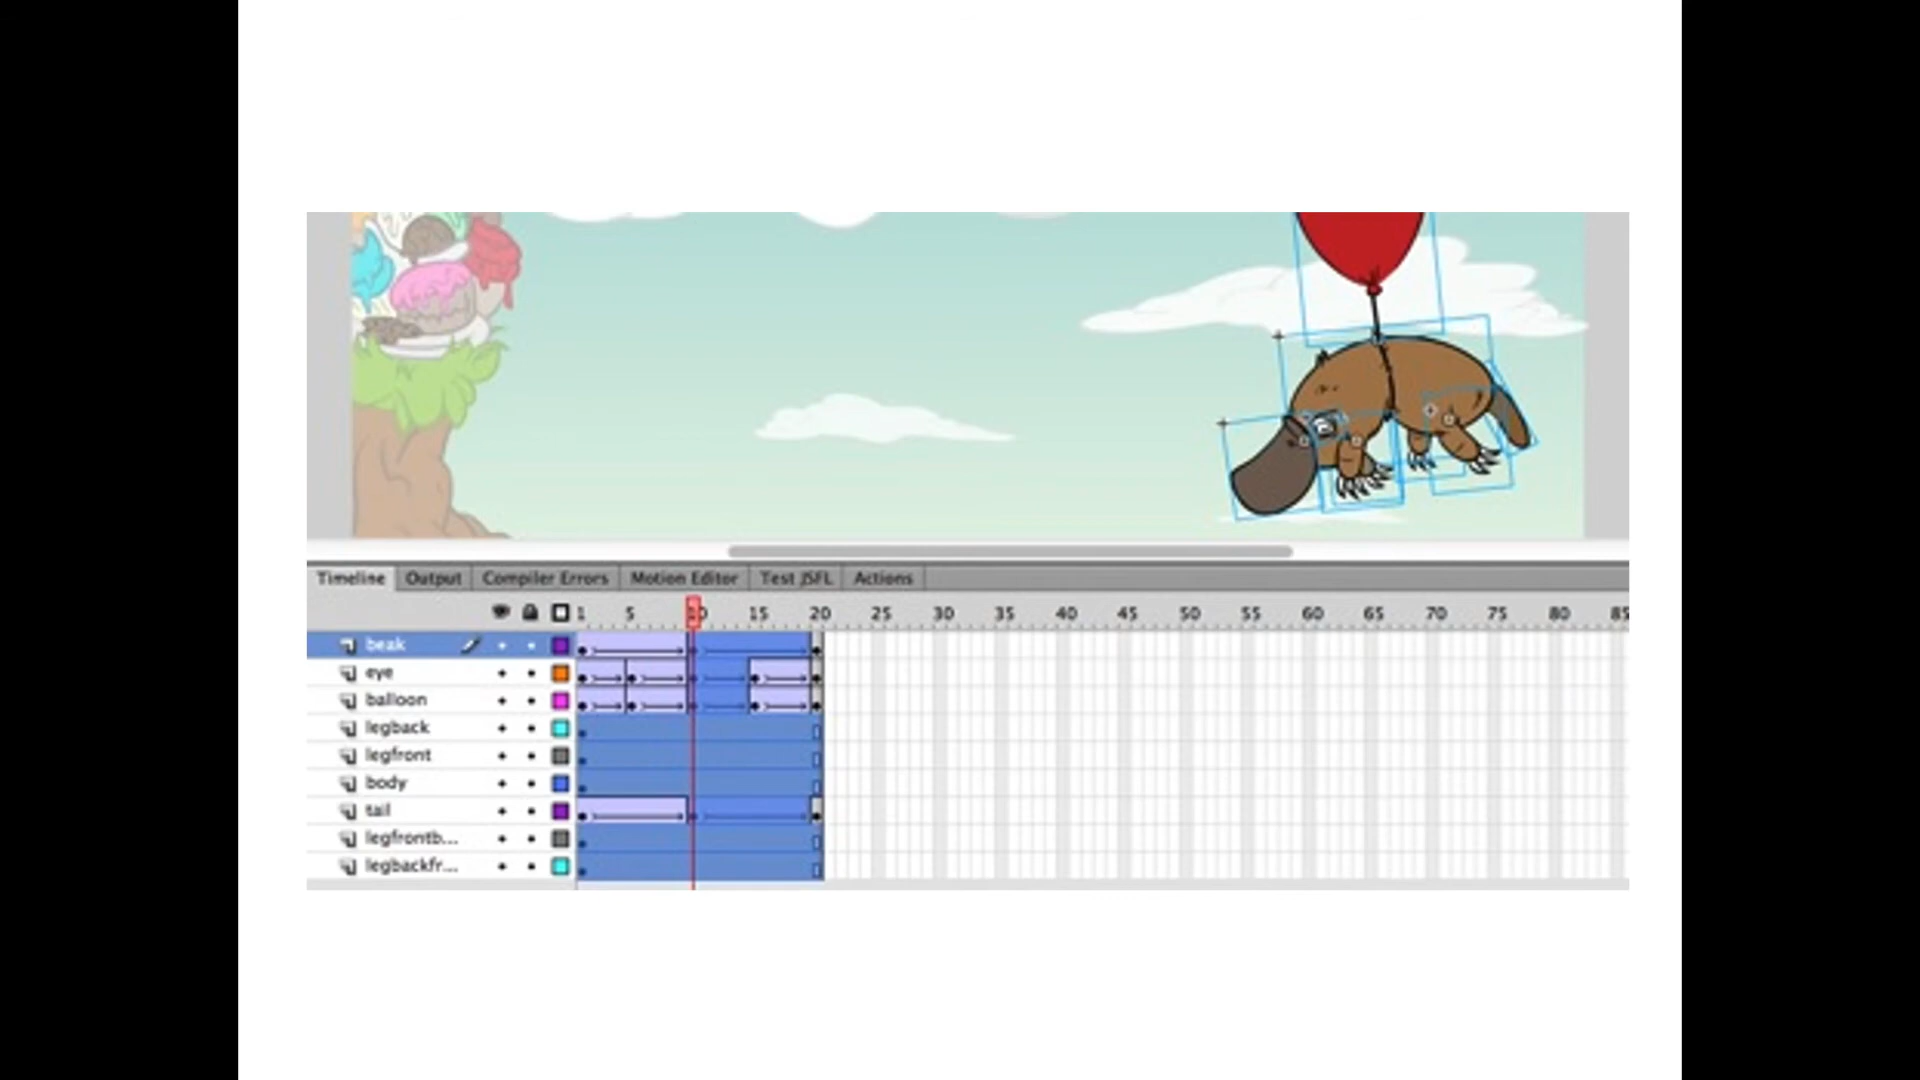 Timeline Output Compiler Errors Motion Editor Test JSFL Actions
1 5 10 15 20 25 30 35 40 45 50 55 60 65 70 75 80 85
beak
eye
balloon
legback
legfront
body
tail
legfrontb...
legbackfr...